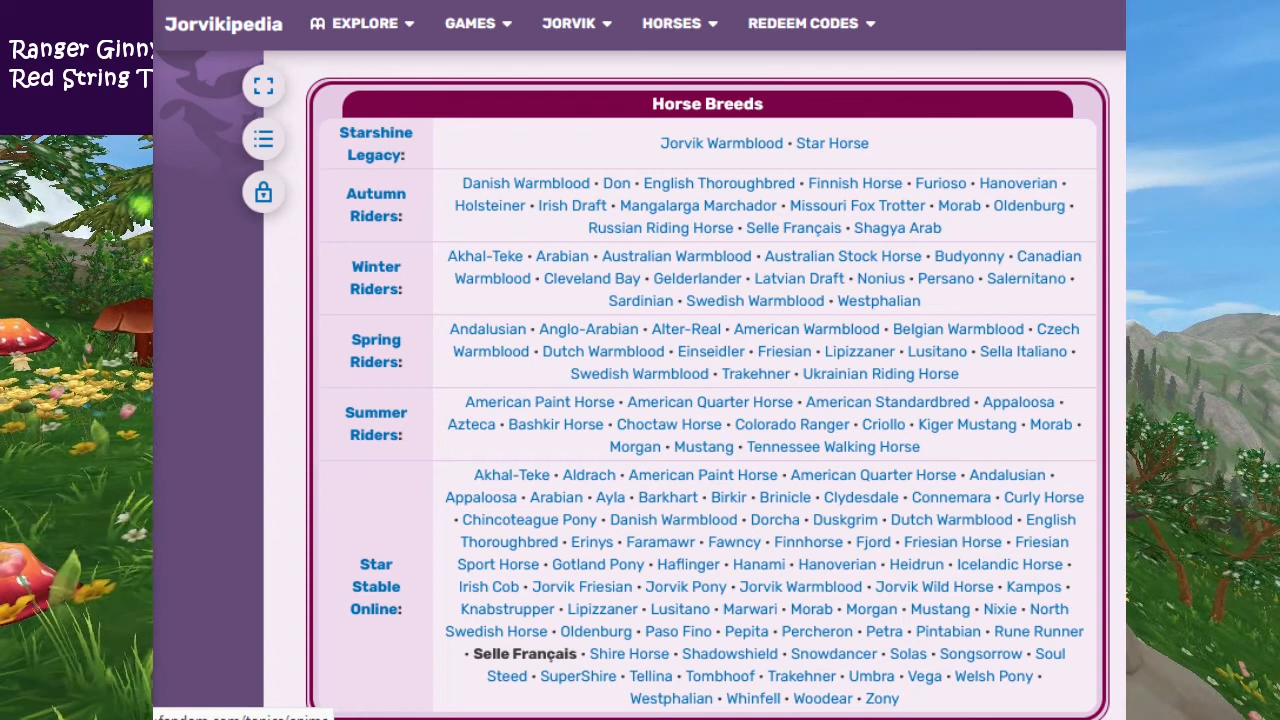 Ranger Ginny
Red String T
Jorvikipedia
EXPLORE GAMES JORVIK HORSES REDEEM CODES
Horse Breeds
Starshine Legacy:
Jorvik Warmblood • Star Horse
Autumn Riders:
Danish Warmblood • Don • English Thoroughbred • Finnish Horse • Furioso • Hanoverian •
Holsteiner • Irish Draft • Mangalarga Marchador • Missouri Fox Trotter • Morab • Oldenburg •
Russian Riding Horse • Selle Français • Shagya Arab
Winter Riders:
Akhal-Teke • Arabian • Australian Warmblood • Australian Stock Horse • Budyonny • Canadian
Warmblood • Cleveland Bay • Gelderlander • Latvian Draft • Nonius • Persano • Salernitano •
Sardinian • Swedish Warmblood • Westphalian
Spring Riders:
Andalusian • Anglo-Arabian • Alter-Real • American Warmblood • Belgian Warmblood • Czech
Warmblood • Dutch Warmblood • Einseidler • Friesian • Lipizzaner • Lusitano • Sella Italiano •
Swedish Warmblood • Trakehner • Ukrainian Riding Horse
Summer Riders:
American Paint Horse • American Quarter Horse • American Standardbred • Appaloosa •
Azteca • Bashkir Horse • Choctaw Horse • Colorado Ranger • Criollo • Kiger Mustang • Morab •
Morgan • Mustang • Tennessee Walking Horse
Star Stable Online:
Akhal-Teke • Aldrach • American Paint Horse • American Quarter Horse • Andalusian •
Appaloosa • Arabian • Ayla • Barkhart • Birkir • Brinicle • Clydesdale • Connemara • Curly Horse
• Chincoteague Pony • Danish Warmblood • Dorcha • Duskgrim • Dutch Warmblood • English
Thoroughbred • Erinys • Faramawr • Fawncy • Finnhorse • Fjord • Friesian Horse • Friesian
Sport Horse • Gotland Pony • Haflinger • Hanami • Hanoverian • Heidrun • Icelandic Horse •
Irish Cob • Jorvik Friesian • Jorvik Pony • Jorvik Warmblood • Jorvik Wild Horse • Kampos •
Knabstrupper • Lipizzaner • Lusitano • Marwari • Morab • Morgan • Mustang • Nixie • North
Swedish Horse • Oldenburg • Paso Fino • Pepita • Percheron • Petra • Pintabian • Rune Runner
• Selle Français • Shire Horse • Shadowshield • Snowdancer • Solas • Songsorrow • Soul
Steed • SuperShire • Tellina • Tombhoof • Trakehner • Umbra • Vega • Welsh Pony •
Westphalian • Whinfell • Woodear • Zony